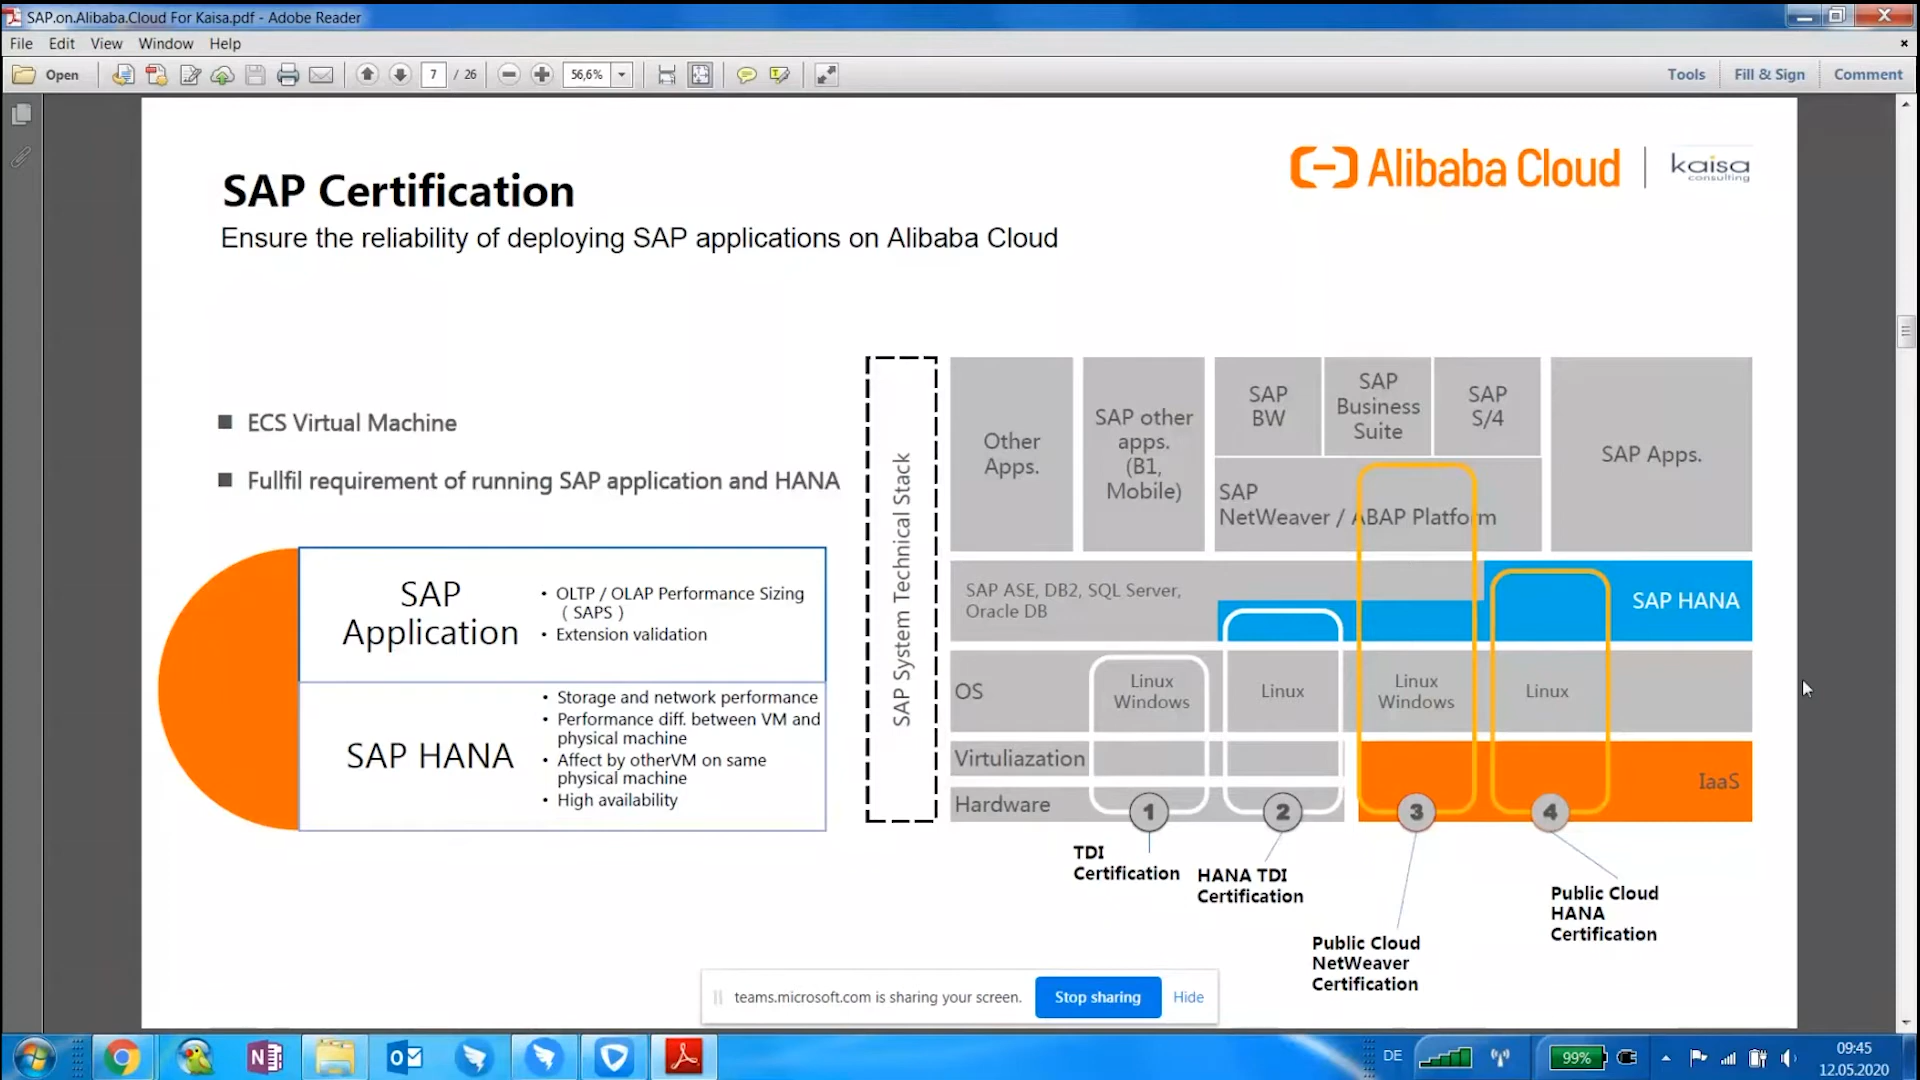 SAP.on.Alibaba.Cloud For Kaisa.pdf - Adobe Reader
File Edit View Window Help
Open
7 / 26
56,6%
Tools
Fill & Sign
Comment
Alibaba Cloud
kaisa
consulting
SAP Certification
Ensure the reliability of deploying SAP applications on Alibaba Cloud
ECS Virtual Machine
Fullfil requirement of running SAP application and HANA
SAP
Application
• OLTP / OLAP Performance Sizing
( SAPS )
• Extension validation
SAP HANA
• Storage and network performance
• Performance diff. between VM and
physical machine
• Affect by otherVM on same
physical machine
• High availability
SAP System Technical Stack
Other
Apps.
SAP other
apps.
(B1,
Mobile)
SAP
BW
SAP
Business
Suite
SAP
S/4
SAP
NetWeaver / ABAP Platform
SAP Apps.
SAP ASE, DB2, SQL Server,
Oracle DB
SAP HANA
OS
Linux
Windows
Linux
Linux
Windows
Linux
Virtuliazation
Hardware
IaaS
1
2
3
4
TDI
Certification
HANA TDI
Certification
Public Cloud
NetWeaver
Certification
Public Cloud
HANA
Certification
teams.microsoft.com is sharing your screen.
Stop sharing
Hide
DE
99%
09:45
12.05.2020